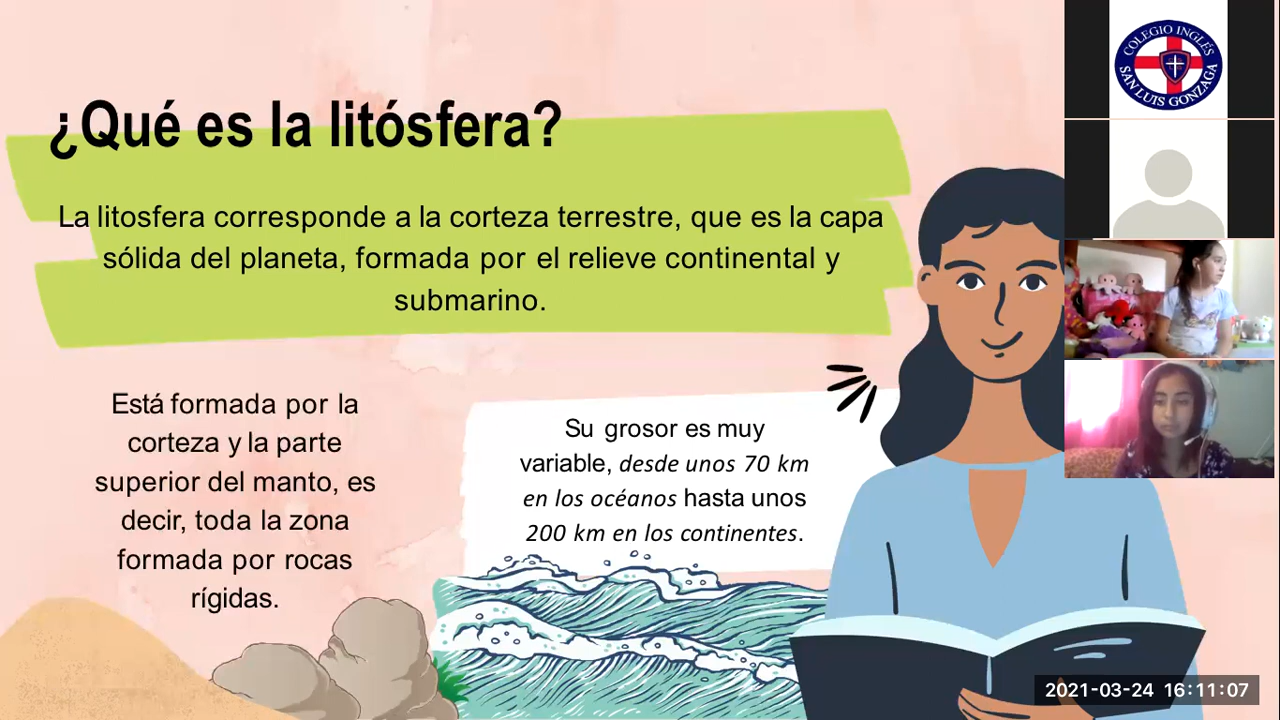 ¿Qué es la litósfera?
La litosfera corresponde a la corteza terrestre, que es la capa
sólida del planeta, formada por el relieve continental y
submarino.
Está formada por la
corteza y la parte
superior del manto, es
decir, toda la zona
formada por rocas
rígidas.
Su grosor es muy
variable, desde unos 70 km
en los océanos hasta unos
200 km en los continentes.
COLEGIO INGLÉS
SAN LUIS GONZAGA
2021-03-24 16:11:07